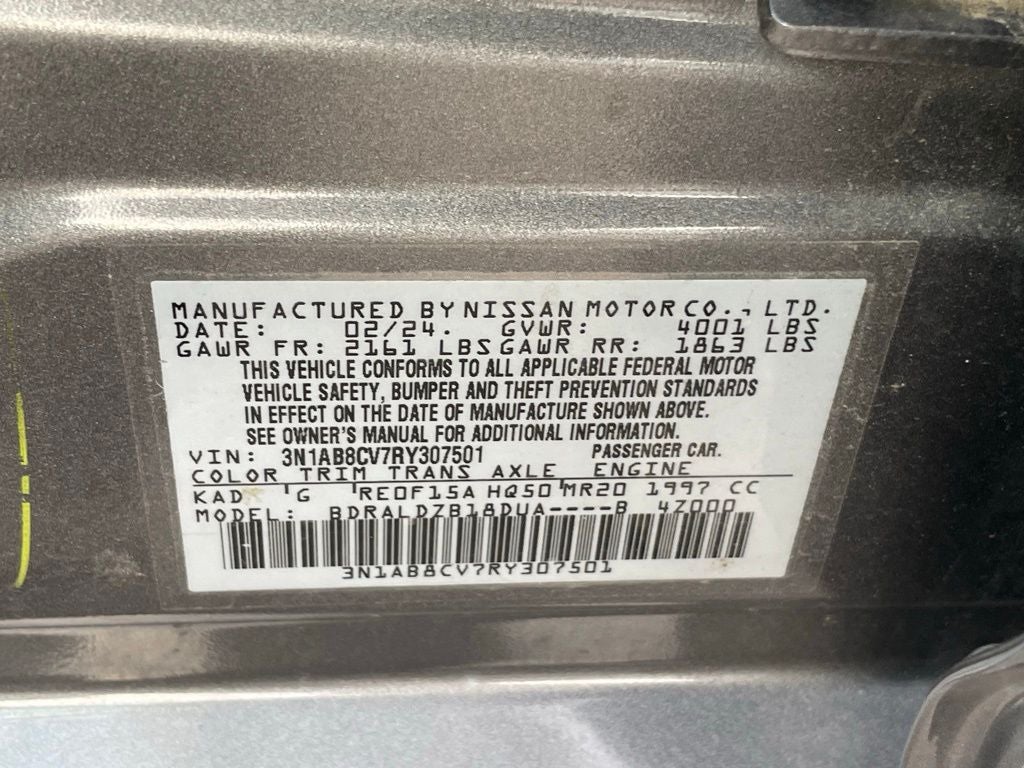 MANUFACTURED BY NISSAN MOTOR CO., LTD.
DATE: 02/24. GVWR: 4001 LBS
GAWR FR: 2161 LBS GAWR RR: 1863 LBS
THIS VEHICLE CONFORMS TO ALL APPLICABLE FEDERAL MOTOR
VEHICLE SAFETY, BUMPER AND THEFT PREVENTION STANDARDS
IN EFFECT ON THE DATE OF MANUFACTURE SHOWN ABOVE.
SEE OWNER'S MANUAL FOR ADDITIONAL INFORMATION.
VIN: 3N1AB8CV7RY307501 PASSENGER CAR.
COLOR TRIM TRANS AXLE ENGINE
KAD G RE0F15A HQ50 MR20 1997 CC
MODEL: BDRALDZB18DUA----B 4Z000
3N1AB8CV7RY307501